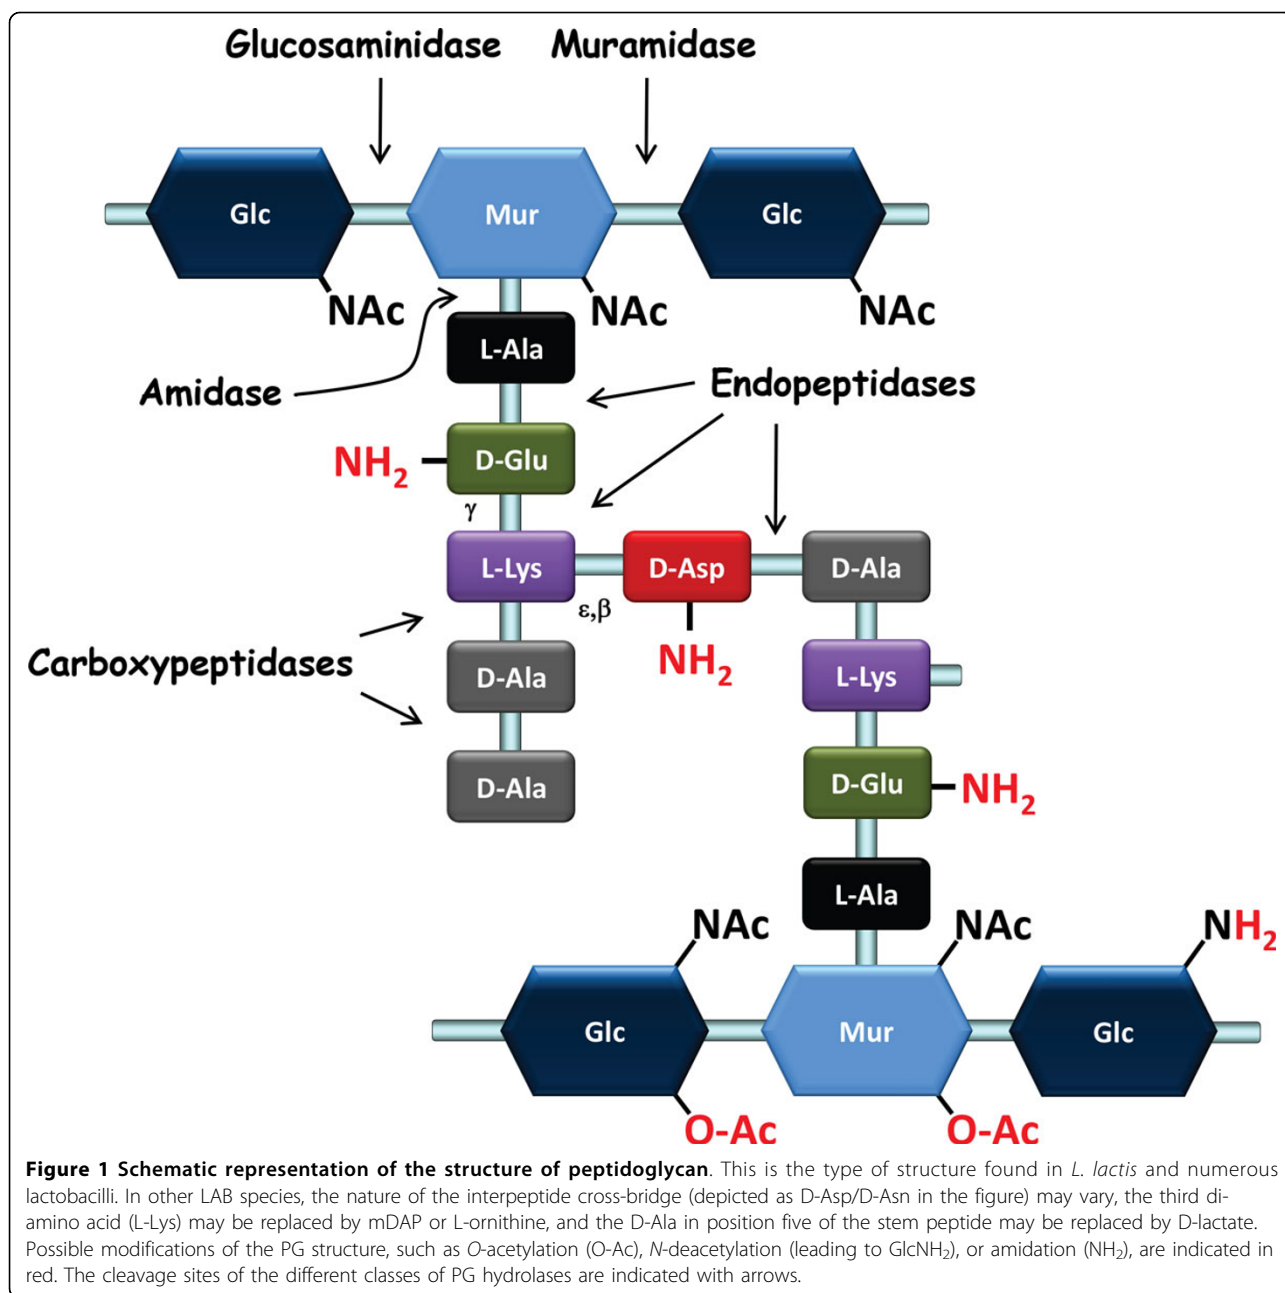 Glucosaminidase Muramidase
Glc Mur Glc
NAc NAc NAc
L-Ala
Amidase Endopeptidases
NH2 D-Glu
γ
L-Lys D-Asp D-Ala
ε,β
NH2
Carboxypeptidases
D-Ala L-Lys
D-Ala D-Glu NH2
L-Ala
NAc NAc NH2
Glc Mur Glc
O-Ac O-Ac
Figure 1 Schematic representation of the structure of peptidoglycan. This is the type of structure found in L. lactis and numerous
lactobacilli. In other LAB species, the nature of the interpeptide cross-bridge (depicted as D-Asp/D-Asn in the figure) may vary, the third di-
amino acid (L-Lys) may be replaced by mDAP or L-ornithine, and the D-Ala in position five of the stem peptide may be replaced by D-lactate.
Possible modifications of the PG structure, such as O-acetylation (O-Ac), N-deacetylation (leading to GlcNH2), or amidation (NH2), are indicated in
red. The cleavage sites of the different classes of PG hydrolases are indicated with arrows.